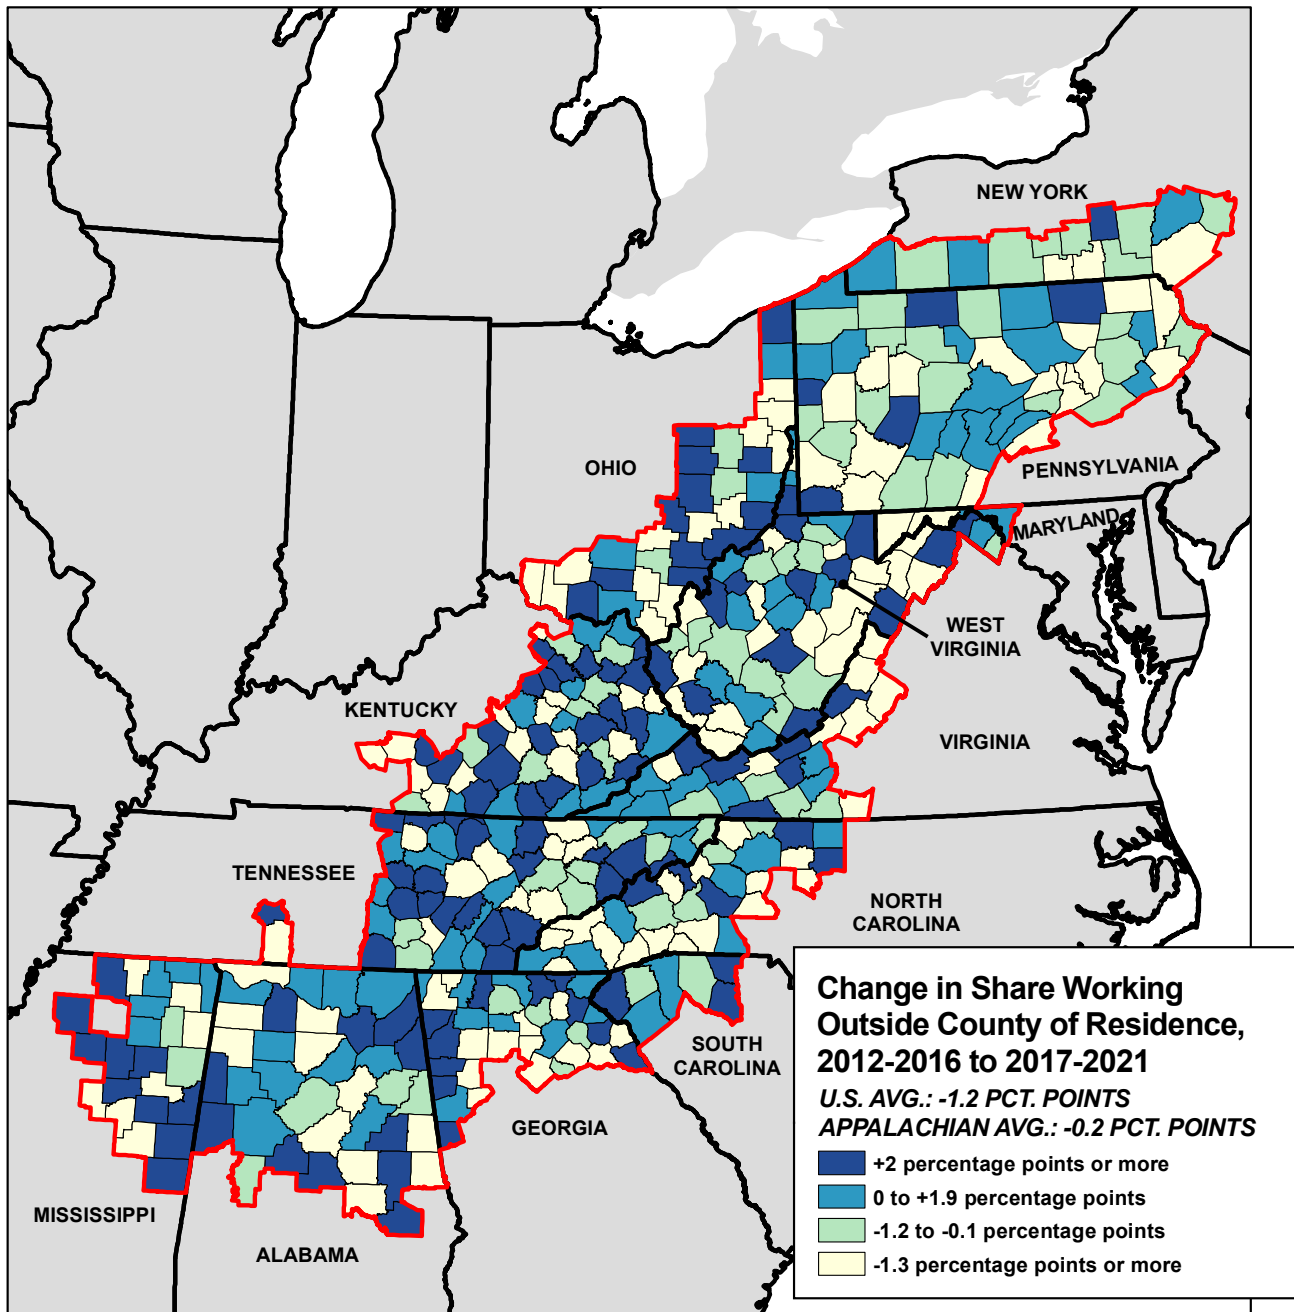 NEW YORK
OHIO
PENNSYLVANIA
MARYLAND
WEST
VIRGINIA
KENTUCKY
VIRGINIA
TENNESSEE
NORTH
CAROLINA
SOUTH
CAROLINA
GEORGIA
MISSISSIPPI
ALABAMA
Change in Share Working
Outside County of Residence,
2012-2016 to 2017-2021
U.S. AVG.: -1.2 PCT. POINTS
APPALACHIAN AVG.: -0.2 PCT. POINTS
+2 percentage points or more
0 to +1.9 percentage points
-1.2 to -0.1 percentage points
-1.3 percentage points or more